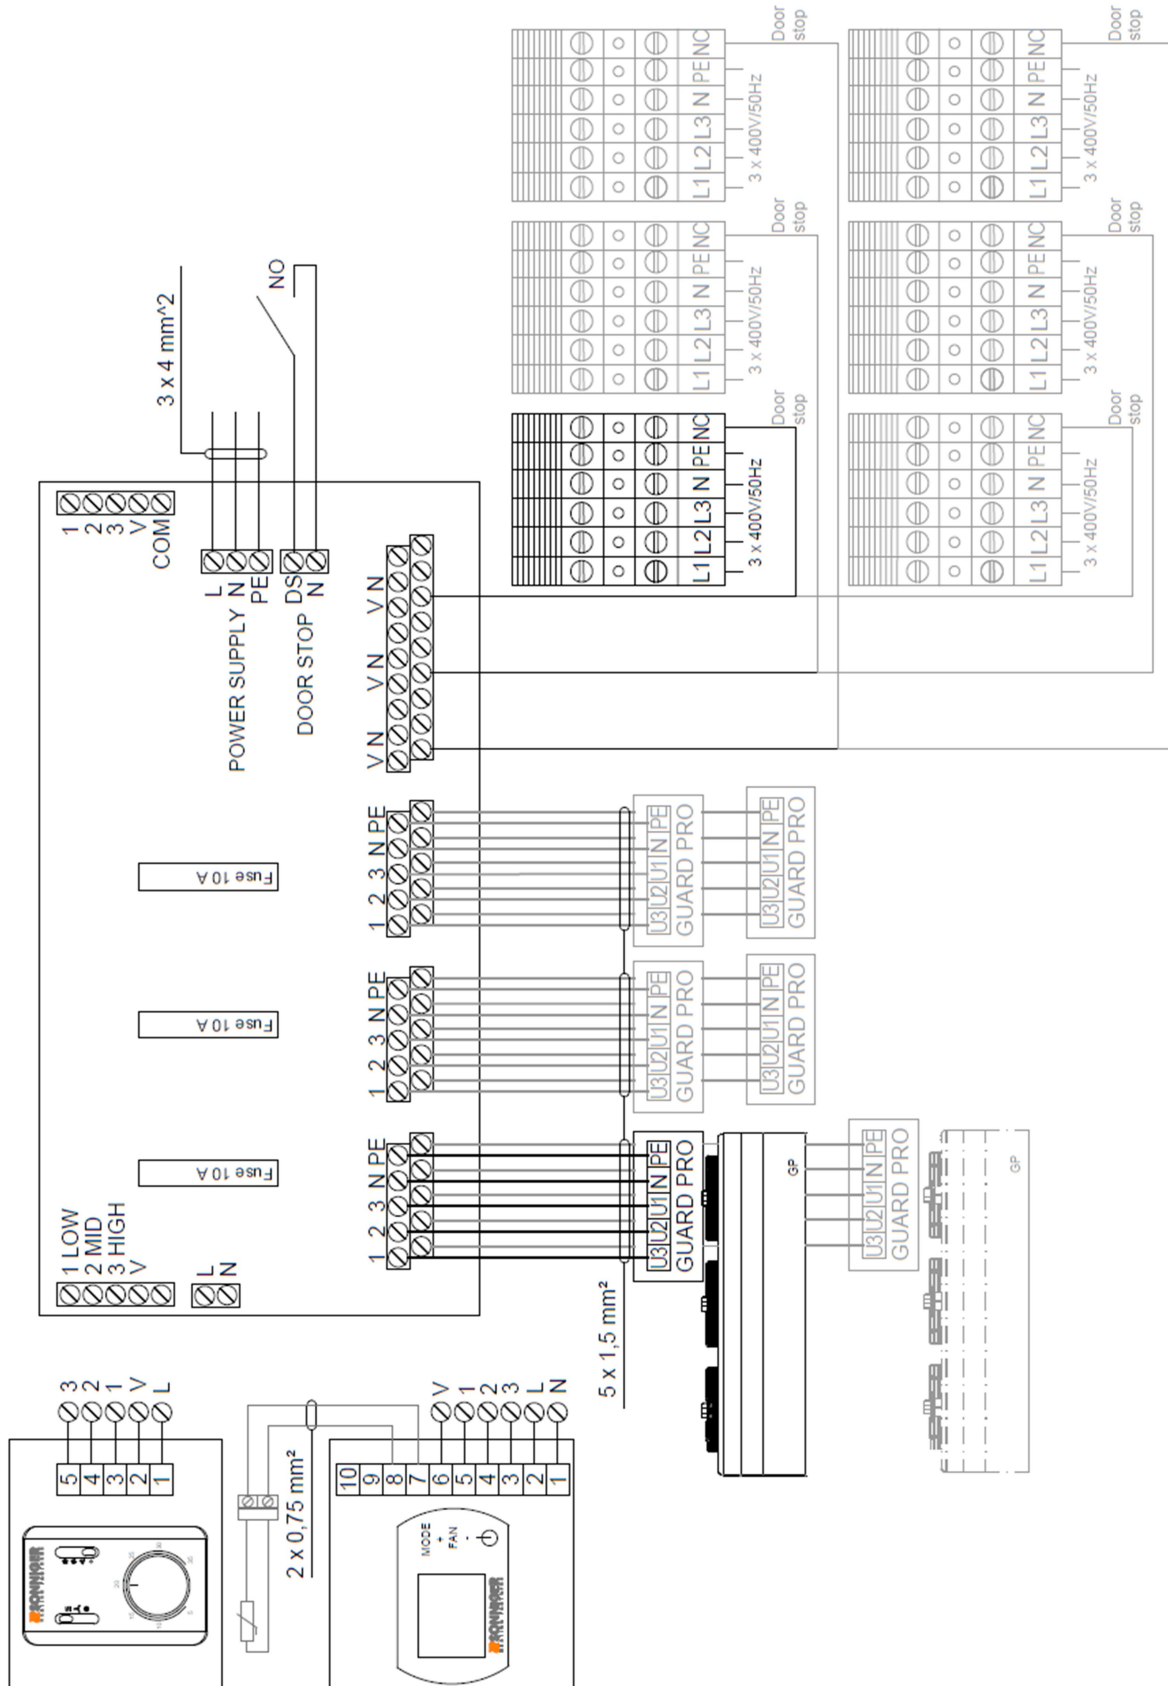 3 x 4 mm^2
NO
1
2
3
V
COM
L
N
PE
POWER SUPPLY
DS
N
DOOR STOP
V N
V N
V N
Fuse 10 A
Fuse 10 A
Fuse 10 A
1 LOW
2 MID
3 HIGH
V
L
N
1 2 3 N PE
1 2 3 N PE
1 2 3 N PE
L1 L2 L3 N PE NC
3 x 400V/50Hz
Door
stop
L1 L2 L3 N PE NC
3 x 400V/50Hz
Door
stop
L1 L2 L3 N PE NC
3 x 400V/50Hz
Door
stop
L1 L2 L3 N PE NC
3 x 400V/50Hz
Door
stop
L1 L2 L3 N PE NC
3 x 400V/50Hz
Door
stop
L1 L2 L3 N PE NC
3 x 400V/50Hz
Door
stop
5 x 1,5 mm²
U3 U2 U1 N PE
GUARD PRO
U3 U2 U1 N PE
GUARD PRO
U3 U2 U1 N PE
GUARD PRO
U3 U2 U1 N PE
GUARD PRO
U3 U2 U1 N PE
GUARD PRO
U3 U2 U1 N PE
GUARD PRO
GP
GP
5 3
4 2
3 1
2 V
1 L
SONNIGER
2 x 0,75 mm²
10
9
8
7
6 V
5 1
4 2
3 3
2 L
1 N
MODE
+
FAN
-
SONNIGER